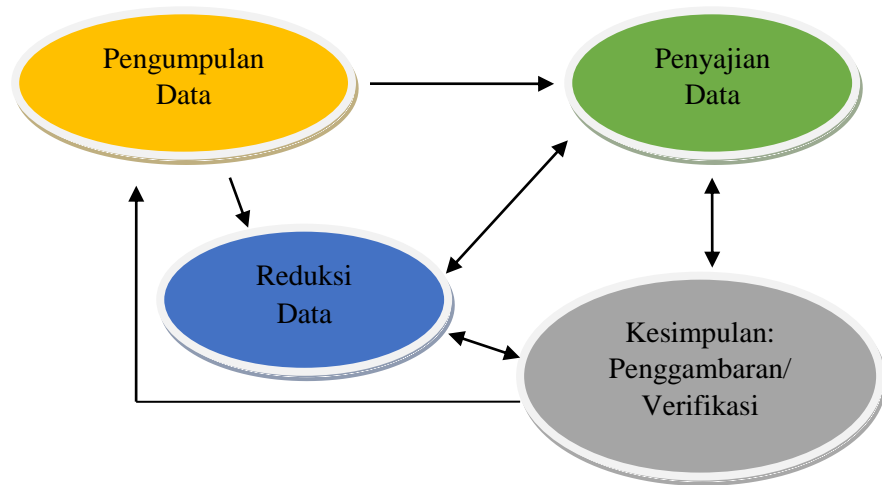 Pengumpulan
Data
Penyajian
Data
Reduksi
Data
Kesimpulan:
Penggambaran/
Verifikasi